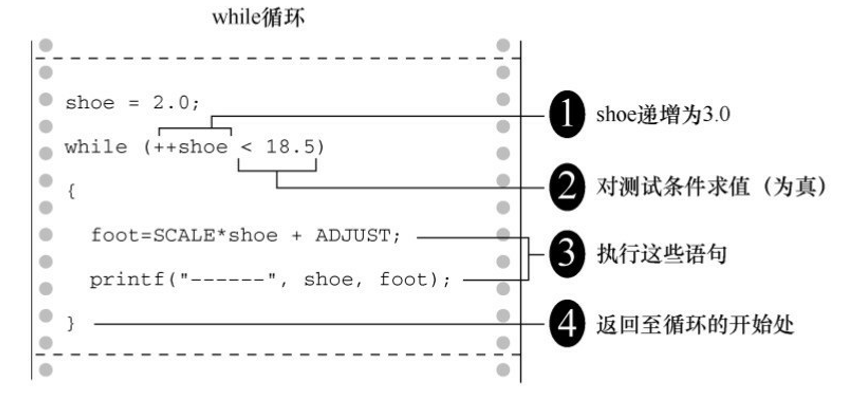 while循环
shoe = 2.0;
1 shoe递增为3.0
while (++shoe < 18.5)
2 对测试条件求值（为真）
{
foot=SCALE*shoe + ADJUST;
3 执行这些语句
printf("------", shoe, foot);
}
4 返回至循环的开始处